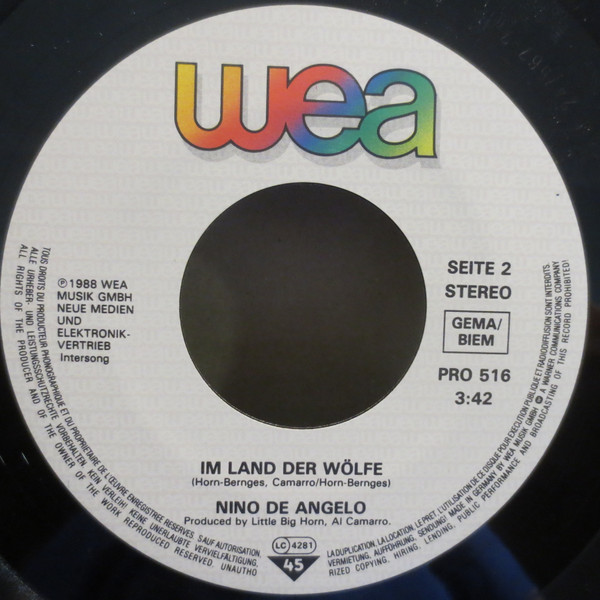 wea
℗ 1988 WEA
MUSIK GMBH
NEUE MEDIEN
UND
ELEKTRONIK-
VERTRIEB
Intersong
SEITE 2
STEREO
GEMA/
BIEM
PRO 516
3:42
IM LAND DER WÖLFE
(Horn-Bernges, Camarro/Horn-Bernges)
NINO DE ANGELO
Produced by Little Big Horn, Al Camarro.
LC 4281
45
TOUS DROITS DU PRODUCTEUR PHONOGRAPHIQUE ET DU PROPRIETAIRE DE L'ŒUVRE ENREGISTREE RESERVES. SAUF AUTORISATION,
ALLE URHEBER- UND LEISTUNGSSCHUTZRECHTE VORBEHALTEN. KEIN VERLEIH! KEINE UNERLAUBTE VERVIELFÄLTIGUNG,
ALL RIGHTS OF THE PRODUCER AND OF THE OWNER OF THE WORK REPRODUCED RESERVED. UNAUTHO
LA DUPLICATION, LA LOCATION, LE PRET, L'UTILISATION DE CE DISQUE POUR EXECUTION PUBLIQUE ET RADIODIFFUSION SONT INTERDITS.
VERMIETUNG, AUFFÜHRUNG, SENDUNG! MADE IN GERMANY BY WEA MUSIK GMBH A WARNER COMMUNICATIONS COMPANY
RIZED COPYING, HIRING, LENDING, PUBLIC PERFORMANCE AND BROADCASTING OF THIS RECORD PROHIBITED!